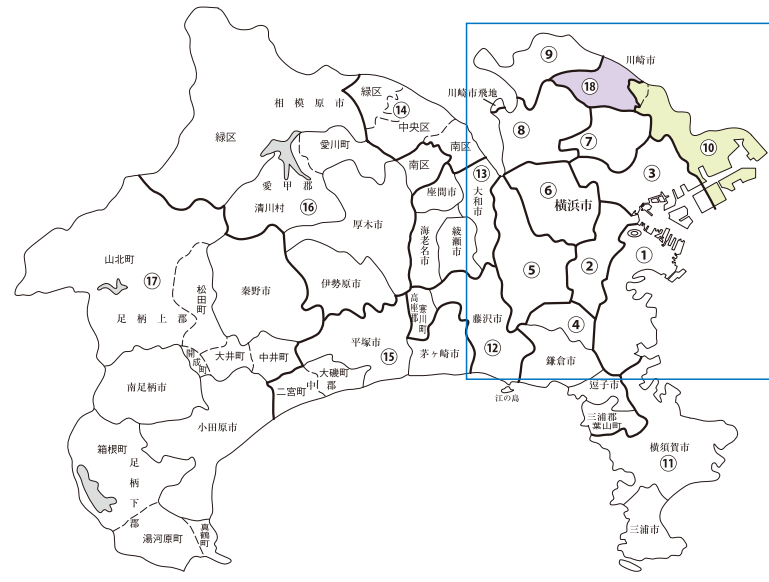 ⑨
川崎市
緑区
⑱
相模原市
⑭
川崎市飛地
中央区
⑩
緑区
⑧
愛川町
⑦
南区
南区
③
⑬
愛甲郡
座間市
⑥
大和市
清川村
⑯
横浜市
厚木市
海老名市
綾瀬市
①
山北町
②
⑤
⑰
松田町
秦野市
伊勢原市
高座郡
寒川町
足柄上郡
藤沢市
④
平塚市
開成町
大井町
中井町
⑮
茅ヶ崎市
⑫
鎌倉市
大磯町
南足柄市
中郡
逗子市
二宮町
江の島
三浦郡
葉山町
小田原市
箱根町
横須賀市
足柄下郡
⑪
真鶴町
三浦市
湯河原町